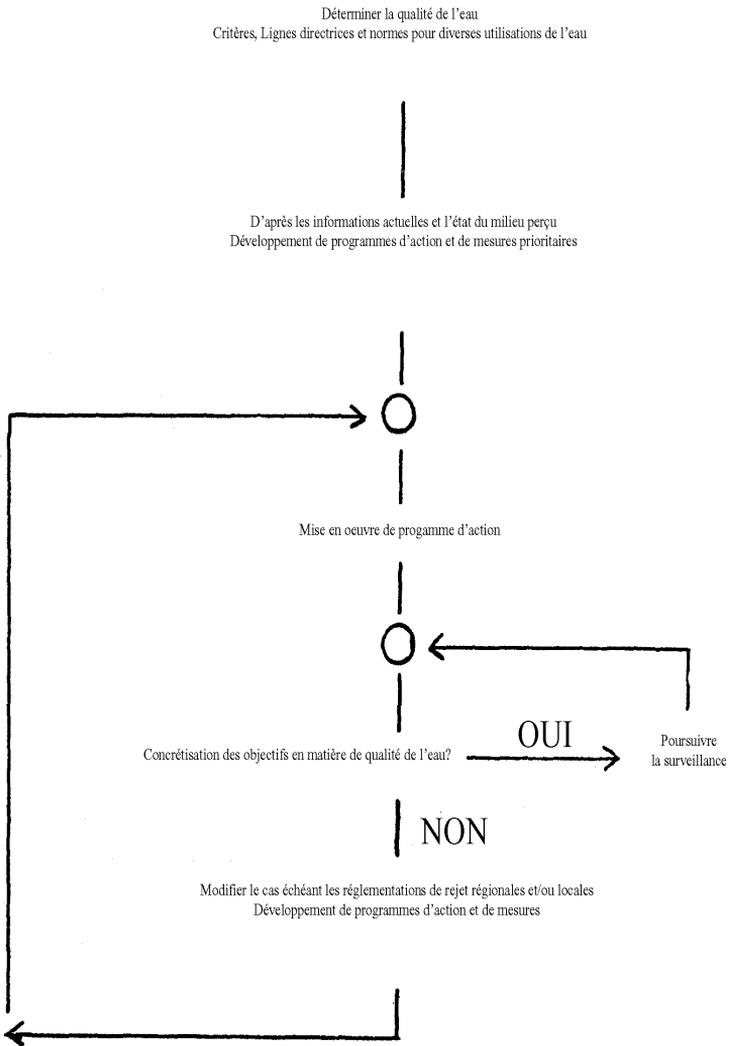 Déterminer la qualité de l’eau
Critères, Lignes directrices et normes pour diverses utilisations de l’eau
D’après les informations actuelles et l’état du milieu perçu
Développement de programmes d’action et de mesures prioritaires
Mise en oeuvre de progamme d’action
OUI
Concrétisation des objectifs en matière de qualité de l’eau?
Poursuivre
la surveillance
NON
Modifier le cas échéant les réglementations de rejet régionales et/ou locales
Développement de programmes d’action et de mesures